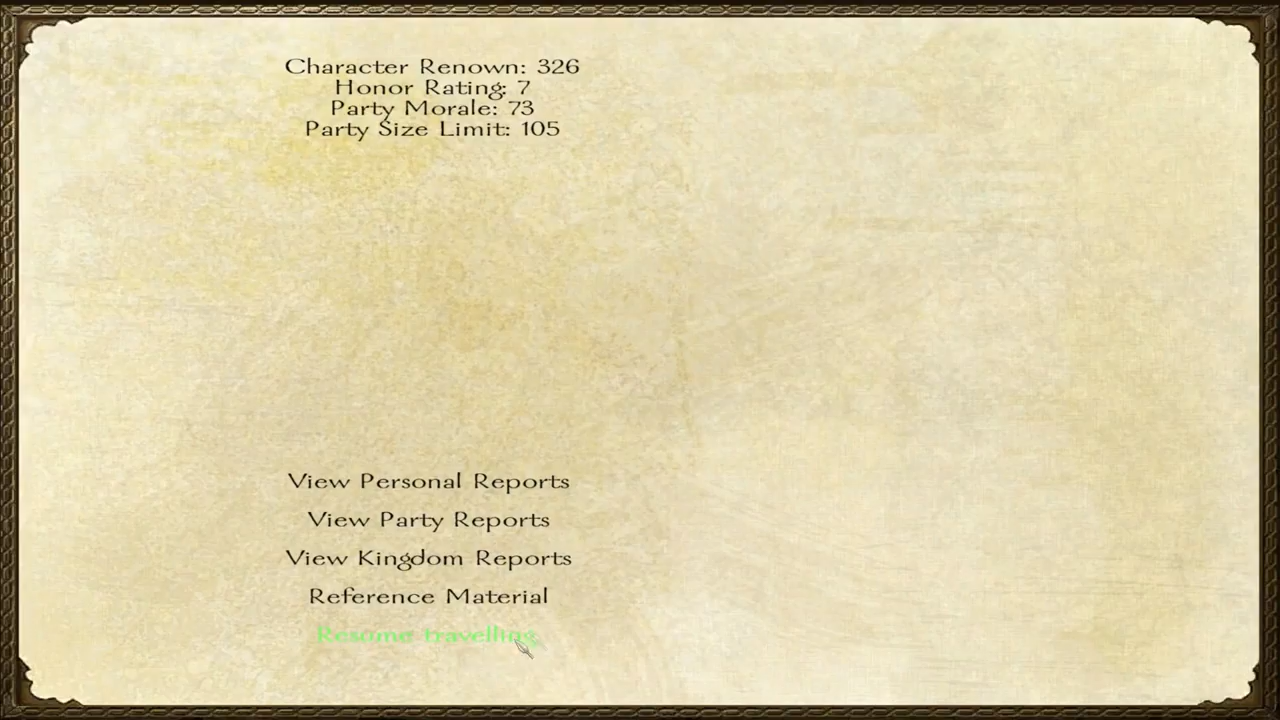 Character Renown: 326
Honor Rating: 7
Party Morale: 73
Party Size Limit: 105
View Personal Reports
View Party Reports
View Kingdom Reports
Reference Material
Resume travelling.